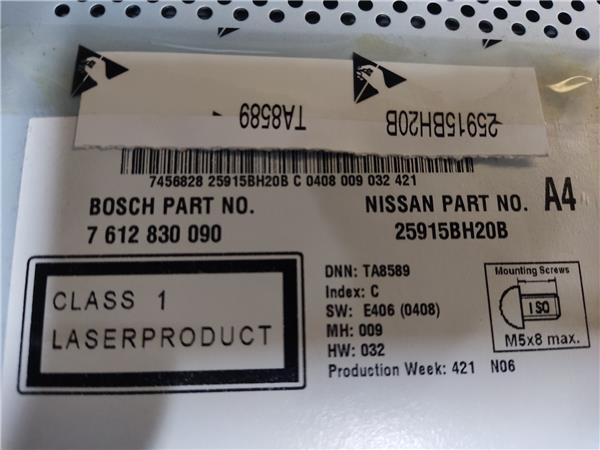 TA8589
25915BH20B
7456828 25915BH20B C 0408 009 032 421
BOSCH PART NO.
7 612 830 090
NISSAN PART NO.
25915BH20B
A4
CLASS 1
LASERPRODUCT
DNN: TA8589
Index: C
SW: E406 (0408)
MH: 009
HW: 032
Production Week: 421 N06
Mounting Screws
ISO
M5x8 max.